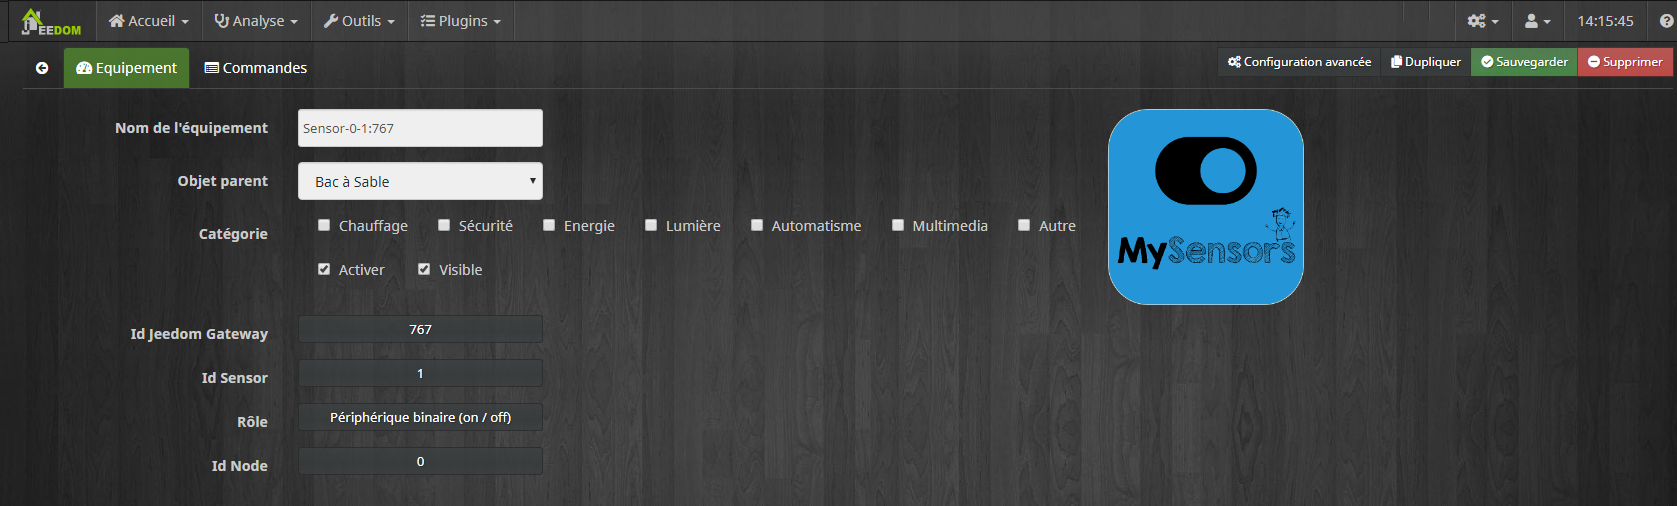 JEEDOM Accueil Analyse Outils Plugins 14:15:45
Equipement Commandes Configuration avancée Dupliquer Sauvegarder Supprimer
Nom de l'équipement Sensor-0-1:767
Objet parent Bac à Sable
Catégorie Chauffage Sécurité Energie Lumière Automatisme Multimedia Autre
Activer Visible
MySensors
Id Jeedom Gateway 767
Id Sensor 1
Rôle Périphérique binaire (on / off)
Id Node 0